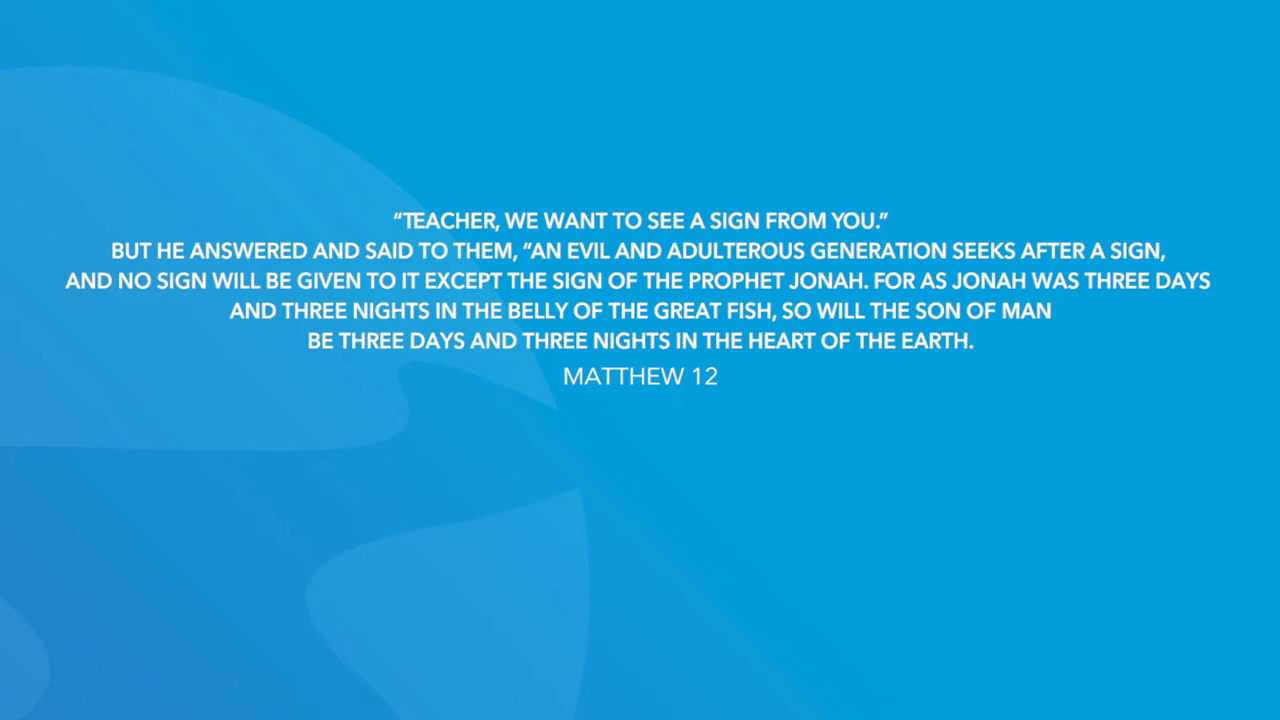 “TEACHER, WE WANT TO SEE A SIGN FROM YOU.”
BUT HE ANSWERED AND SAID TO THEM, “AN EVIL AND ADULTEROUS GENERATION SEEKS AFTER A SIGN,
AND NO SIGN WILL BE GIVEN TO IT EXCEPT THE SIGN OF THE PROPHET JONAH. FOR AS JONAH WAS THREE DAYS
AND THREE NIGHTS IN THE BELLY OF THE GREAT FISH, SO WILL THE SON OF MAN
BE THREE DAYS AND THREE NIGHTS IN THE HEART OF THE EARTH.
MATTHEW 12